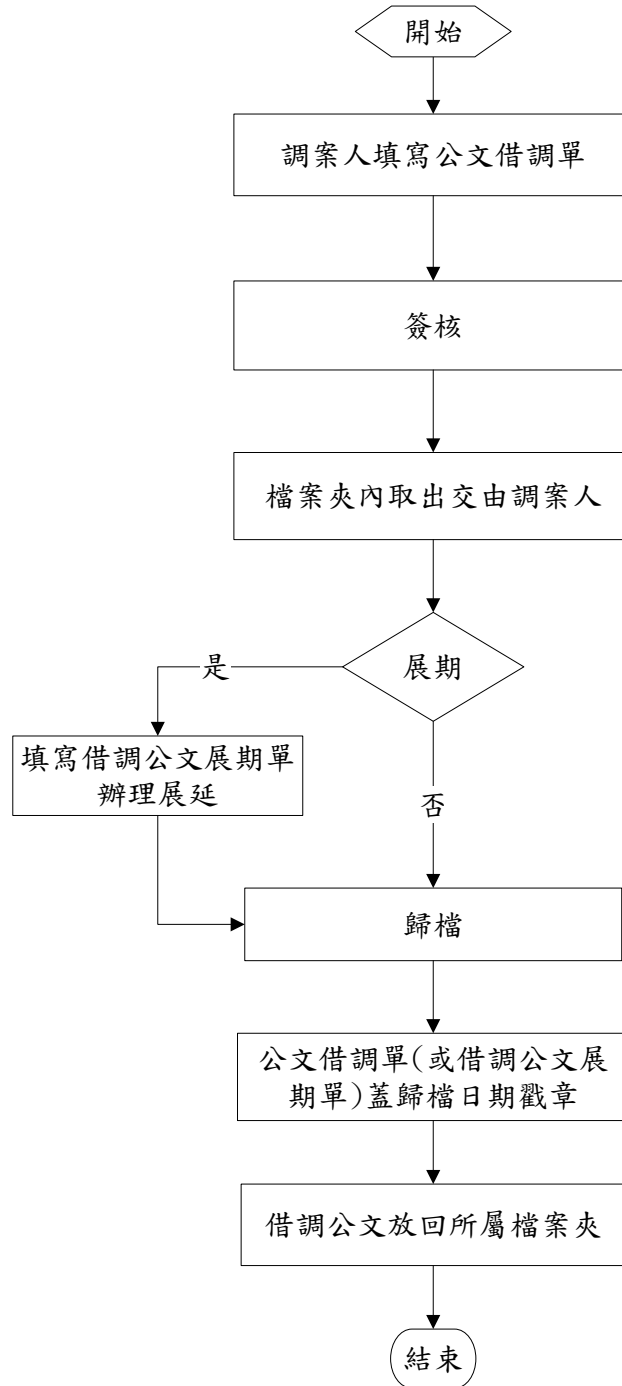 開始
調案人填寫公文借調單
簽核
檔案夾內取出交由調案人
展期
是
填寫借調公文展期單
辦理展延
否
歸檔
公文借調單(或借調公文展
期單)蓋歸檔日期戳章
借調公文放回所屬檔案夾
結束